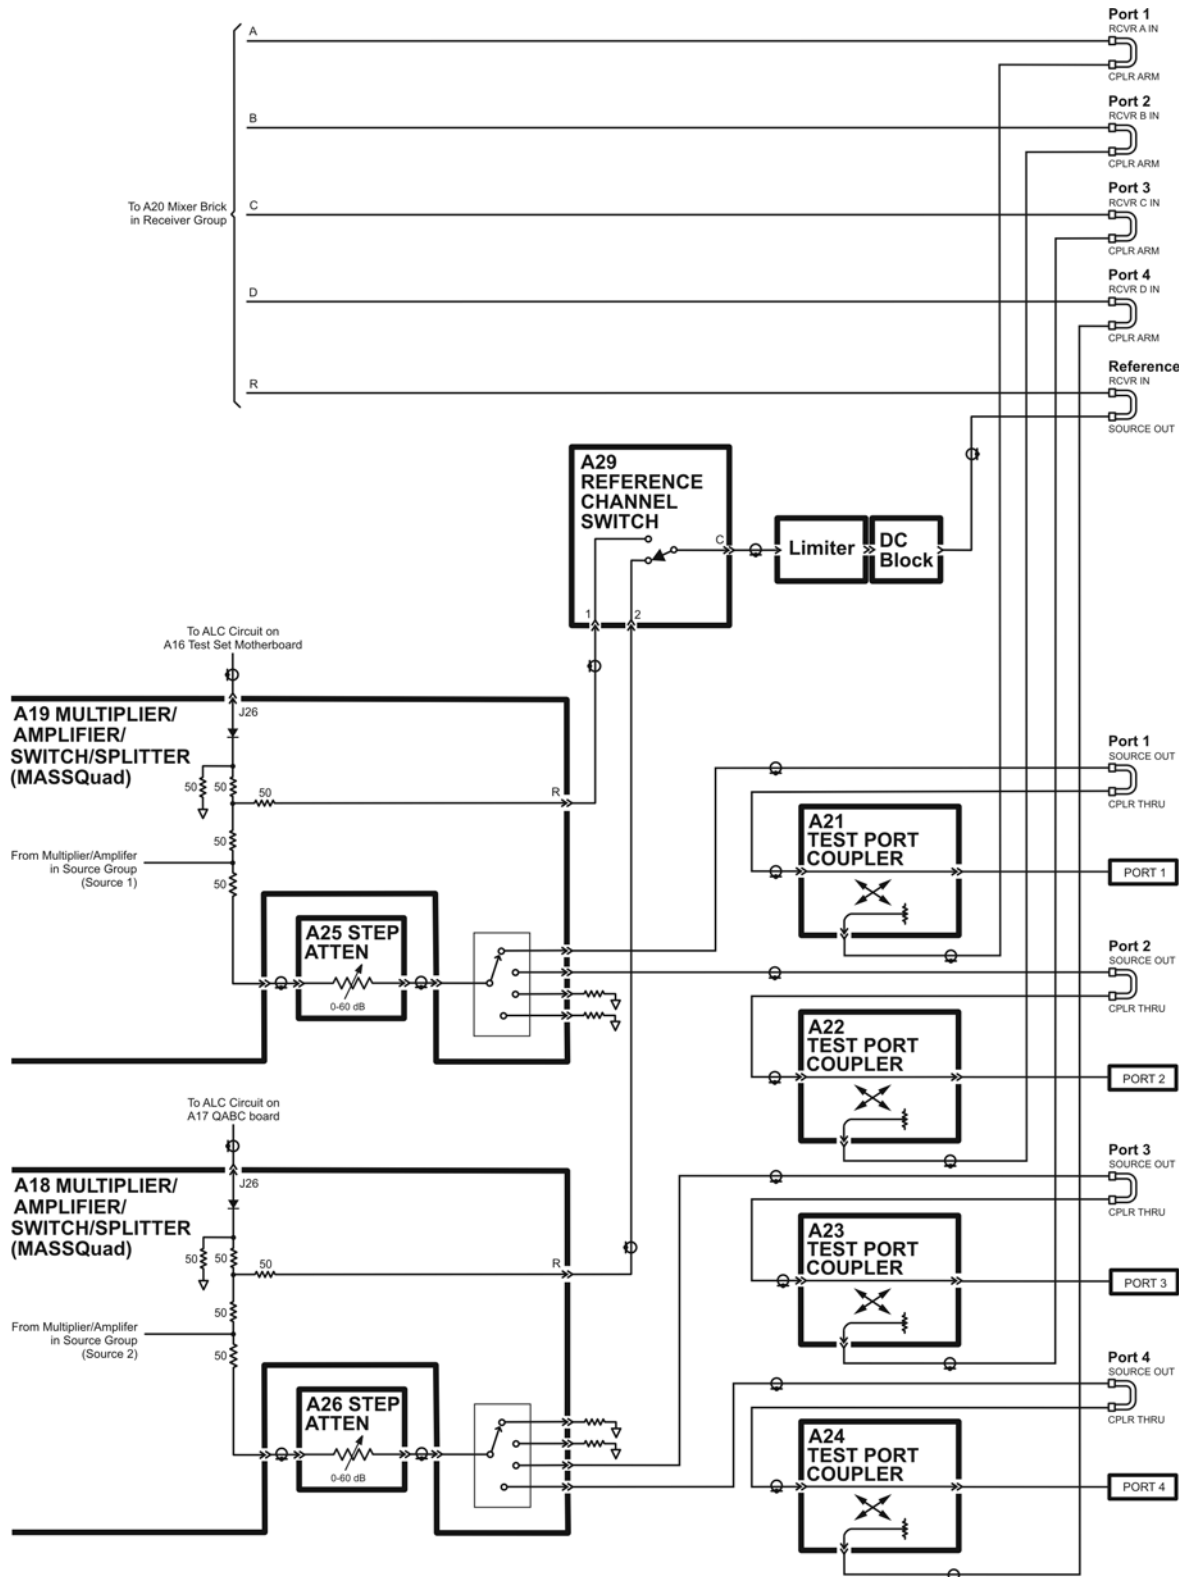 Port 1
RCVR A IN
A
CPLR ARM
Port 2
RCVR B IN
B
CPLR ARM
Port 3
RCVR C IN
To A20 Mixer Brick
in Receiver Group
C
CPLR ARM
Port 4
RCVR D IN
D
CPLR ARM
Reference
RCVR IN
R
SOURCE OUT
A29
REFERENCE
CHANNEL
SWITCH
C
1
2
Limiter
DC
Block
To ALC Circuit on
A16 Test Set Motherboard
J26
A19 MULTIPLIER/
AMPLIFIER/
SWITCH/SPLITTER
(MASSQuad)
50
50
50
R
50
From Multiplier/Amplifer
in Source Group
(Source 1)
50
A25 STEP
ATTEN
0-60 dB
Port 1
SOURCE OUT
CPLR THRU
A21
TEST PORT
COUPLER
PORT 1
Port 2
SOURCE OUT
CPLR THRU
A22
TEST PORT
COUPLER
PORT 2
To ALC Circuit on
A17 QABC board
J26
A18 MULTIPLIER/
AMPLIFIER/
SWITCH/SPLITTER
(MASSQuad)
50
50
50
R
50
From Multiplier/Amplifer
in Source Group
(Source 2)
50
A26 STEP
ATTEN
0-60 dB
Port 3
SOURCE OUT
CPLR THRU
A23
TEST PORT
COUPLER
PORT 3
Port 4
SOURCE OUT
CPLR THRU
A24
TEST PORT
COUPLER
PORT 4